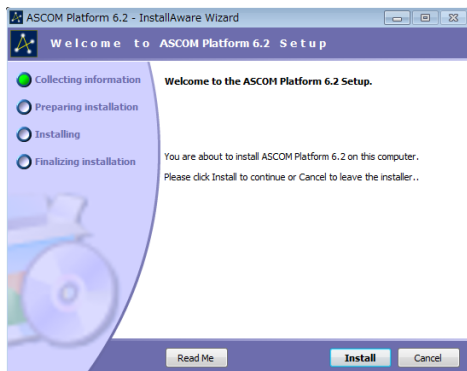 ASCOM Platform 6.2 - InstallAware Wizard
Welcome to ASCOM Platform 6.2 Setup
Collecting information
Preparing installation
Installing
Finalizing installation
Welcome to the ASCOM Platform 6.2 Setup.
You are about to install ASCOM Platform 6.2 on this computer.
Please click Install to continue or Cancel to leave the installer..
Read Me
Install
Cancel